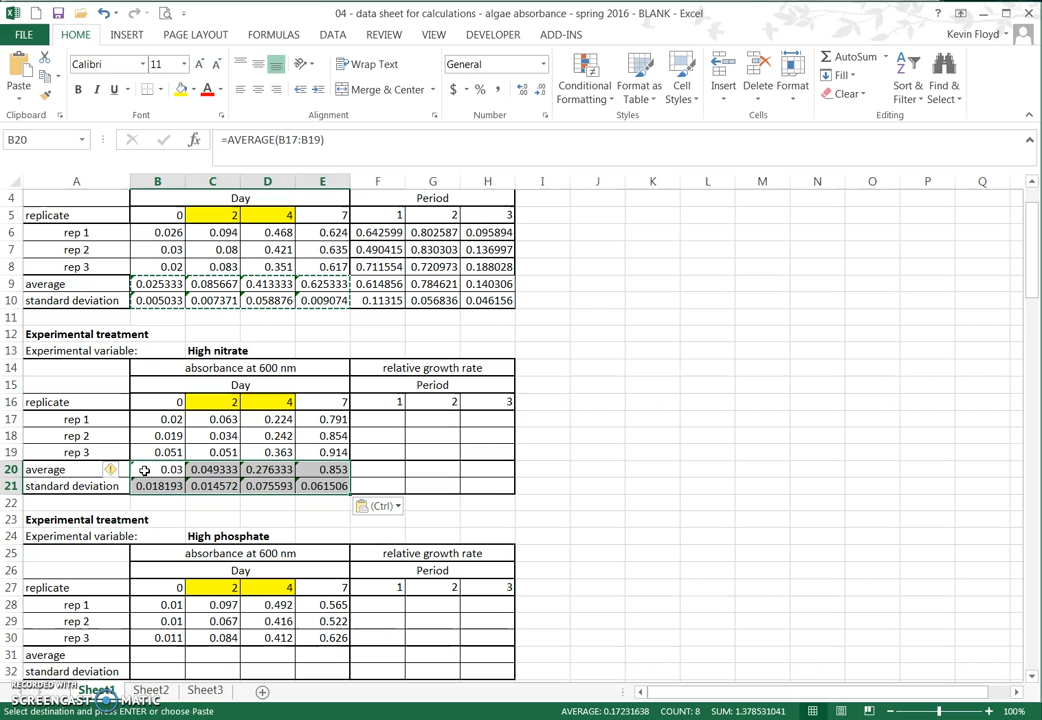 04 - data sheet for calculations - algae absorbance - spring 2016 - BLANK - Excel
FILE HOME INSERT PAGE LAYOUT FORMULAS DATA REVIEW VIEW DEVELOPER ADD-INS Kevin Floyd
Paste Calibri 11 Wrap Text General AutoSum
B I U Merge & Center $ % , Conditional Formatting Format as Table Cell Styles Insert Delete Format Fill Clear Sort & Filter Find & Select
Clipboard Font Alignment Number Styles Cells Editing
B20 fx =AVERAGE(B17:B19)
A B C D E F G H I J K L M N O P Q
4 Day Period
5 replicate 0 2 4 7 1 2 3
6 rep 1 0.026 0.094 0.468 0.624 0.642599 0.802587 0.095894
7 rep 2 0.03 0.08 0.421 0.635 0.490415 0.830303 0.136997
8 rep 3 0.02 0.083 0.351 0.617 0.711554 0.720973 0.188028
9 average 0.025333 0.085667 0.413333 0.625333 0.614856 0.784621 0.140306
10 standard deviation 0.005033 0.007371 0.058876 0.009074 0.11315 0.056836 0.046156
11
12 Experimental treatment
13 Experimental variable: High nitrate
14 absorbance at 600 nm relative growth rate
15 Day Period
16 replicate 0 2 4 7 1 2 3
17 rep 1 0.02 0.063 0.224 0.791
18 rep 2 0.019 0.034 0.242 0.854
19 rep 3 0.051 0.051 0.363 0.914
20 average 0.03 0.049333 0.276333 0.853
21 standard deviation 0.018193 0.014572 0.075593 0.061506
22 (Ctrl)
23 Experimental treatment
24 Experimental variable: High phosphate
25 absorbance at 600 nm relative growth rate
26 Day Period
27 replicate 0 2 4 7 1 2 3
28 rep 1 0.01 0.097 0.492 0.565
29 rep 2 0.01 0.067 0.416 0.522
30 rep 3 0.011 0.084 0.412 0.626
31 average
32 standard deviation
RECORDED WITH
SCREENCAST MATIC
Sheet1 Sheet2 Sheet3
Select destination and press ENTER or choose Paste AVERAGE: 0.17231638 COUNT: 8 SUM: 1.378531041 100%